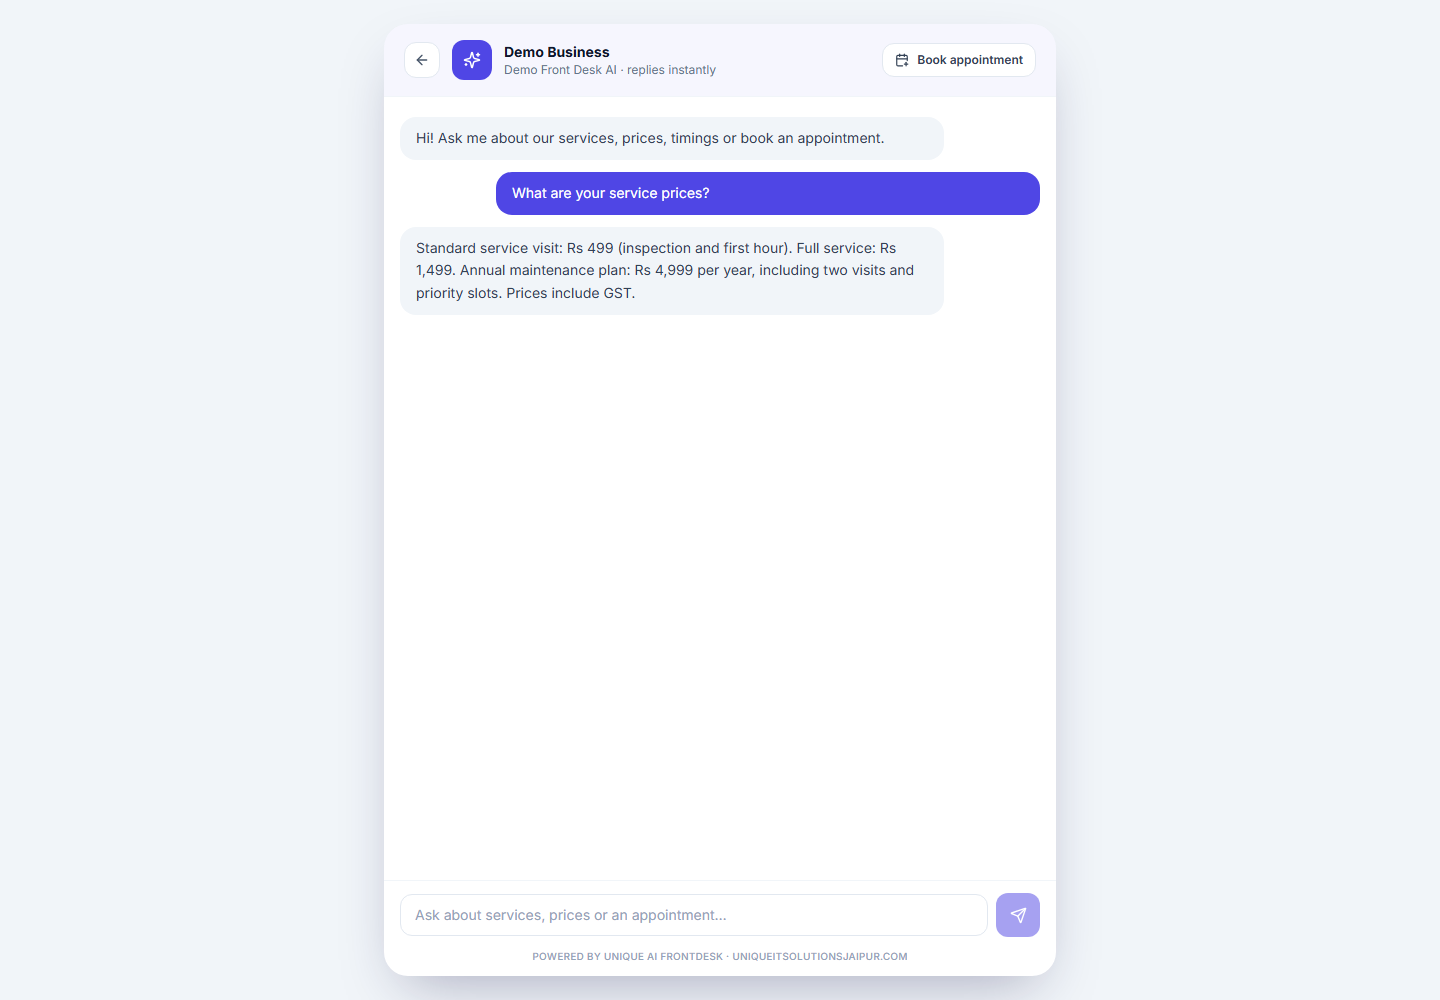 Demo Business
Demo Front Desk AI · replies instantly
Book appointment
Hi! Ask me about our services, prices, timings or book an appointment.
What are your service prices?
Standard service visit: Rs 499 (inspection and first hour). Full service: Rs
1,499. Annual maintenance plan: Rs 4,999 per year, including two visits and
priority slots. Prices include GST.
Ask about services, prices or an appointment...
POWERED BY UNIQUE AI FRONTDESK · UNIQUEITSOLUTIONSJAIPUR.COM